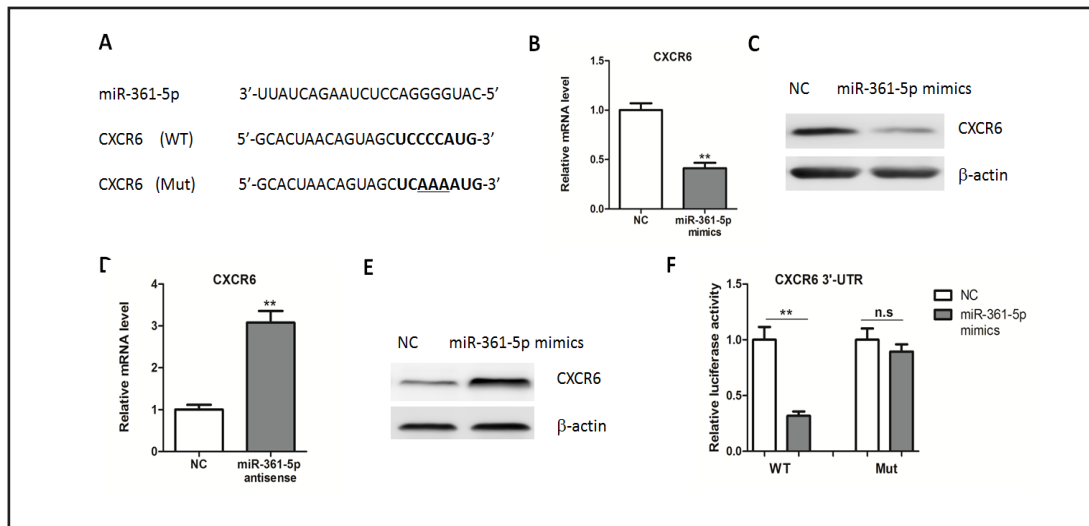 A
miR-361-5p 3’-UUAUCAGAAUCUCCAGGGGUAC-5’
CXCR6 (WT) 5’-GCACUAACAGUAGCUCCCCAUG-3’
CXCR6 (Mut) 5’-GCACUAACAGUAGCUCAAAAUG-3’
B
CXCR6
Relative mRNA level
1.5
1.0
0.5
0.0
**
NC
miR-361-5p
mimics
C
NC miR-361-5p mimics
CXCR6
β-actin
D
CXCR6
Relative mRNA level
4
3
2
1
0
**
NC
miR-361-5p
antisense
E
NC miR-361-5p mimics
CXCR6
β-actin
F
CXCR6 3’-UTR
Relative luciferase activity
1.5
1.0
0.5
0.0
**
n.s
WT
Mut
NC
miR-361-5p
mimics